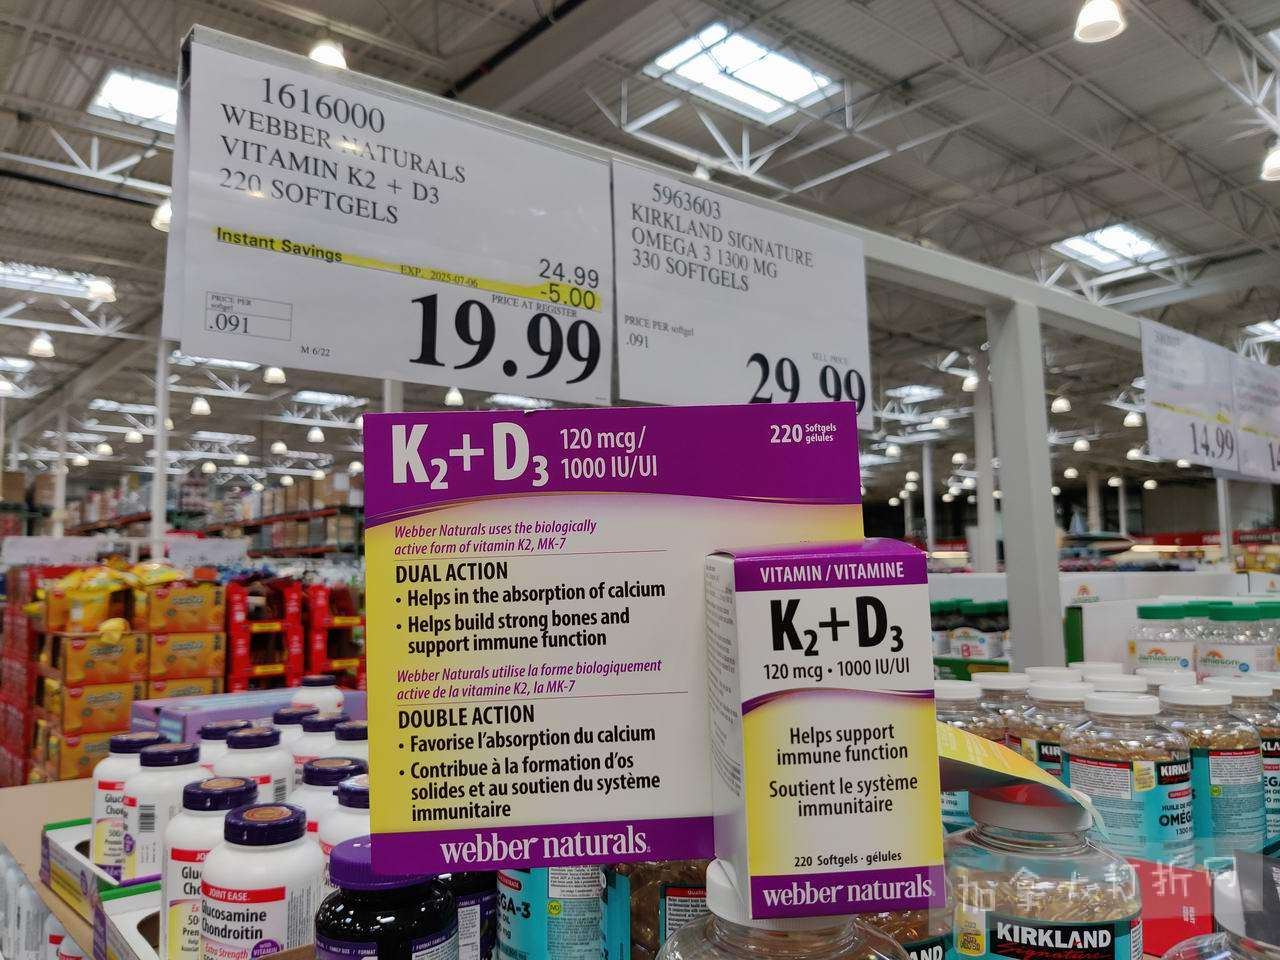 1616000
WEBBER NATURALS
VITAMIN K2 + D3
220 SOFTGELS
Instant Savings
24.99
EXP. 2025-07-06
-5.00
PRICE AT REGISTER
19.99
PRICE PER
softgel
.091
M 6/22
5963603
KIRKLAND SIGNATURE
OMEGA 3 1300 MG
330 SOFTGELS
PRICE PER softgel
.091
SELL PRICE
29.99
14.99
K2+D3 120 mcg/
1000 IU/UI
220 Softgels
gélules
Webber Naturals uses the biologically
active form of vitamin K2, MK-7
DUAL ACTION
• Helps in the absorption of calcium
• Helps build strong bones and
support immune function
Webber Naturals utilise la forme biologiquement
active de la vitamine K2, la MK-7
DOUBLE ACTION
• Favorise l'absorption du calcium
• Contribue à la formation d'os
solides et au soutien du système
immunitaire
webber naturals
VITAMIN / VITAMINE
K2+D3
120 mcg • 1000 IU/UI
Helps support
immune function
Soutient le système
immunitaire
220 Softgels · gélules
webber naturals
JOINT EASE
Glucosamine
Chondroitin
Extra Strength
KIRKLAND
Signature
加拿大打折网